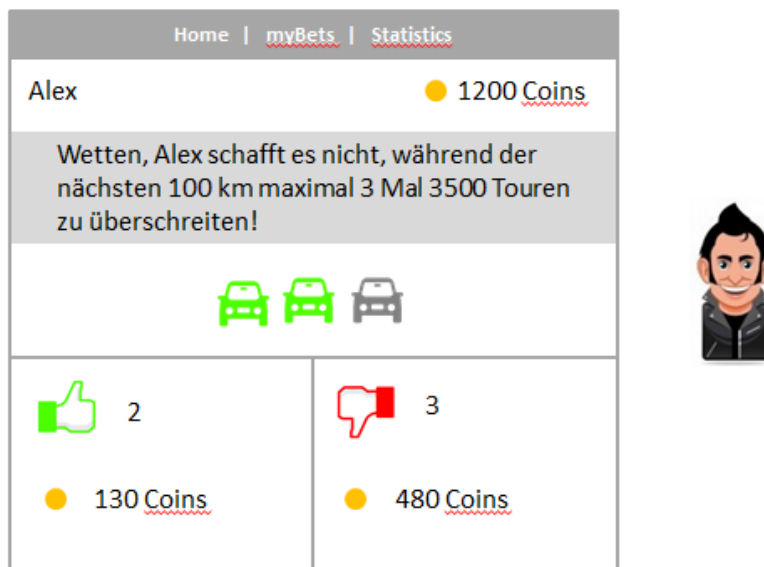 Home | myBets | Statistics
Alex 1200 Coins
Wetten, Alex schafft es nicht, während der
nächsten 100 km maximal 3 Mal 3500 Touren
zu überschreiten!
2 3
130 Coins 480 Coins